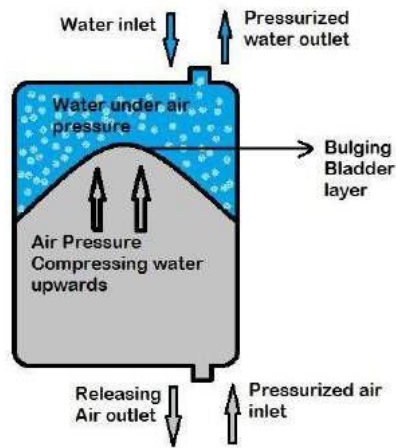 Water inlet
Pressurized
water outlet
Water under air
pressure
Bulging
Bladder
layer
Air Pressure
Compressing water
upwards
Releasing
Air outlet
Pressurized air
inlet